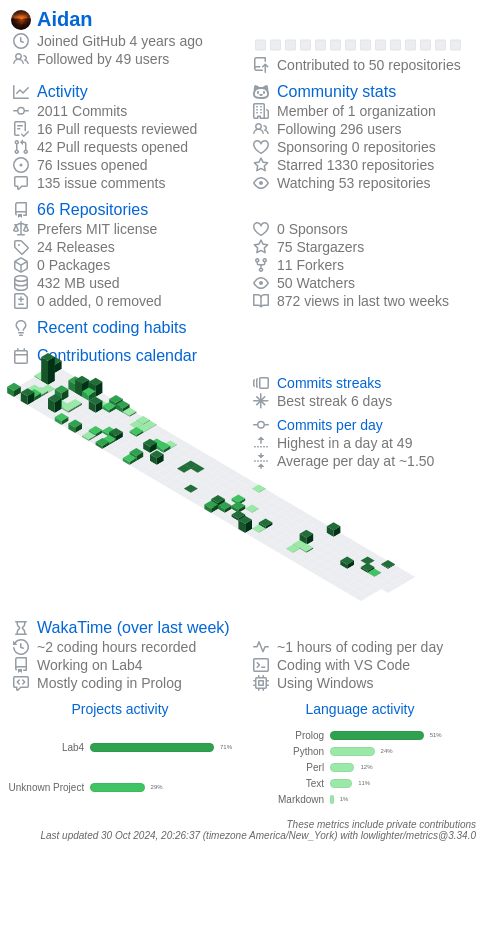 Aidan
Joined GitHub 4 years ago
Followed by 49 users
Contributed to 50 repositories
Activity
2011 Commits
16 Pull requests reviewed
42 Pull requests opened
76 Issues opened
135 issue comments
Community stats
Member of 1 organization
Following 296 users
Sponsoring 0 repositories
Starred 1330 repositories
Watching 53 repositories
66 Repositories
Prefers MIT license
24 Releases
0 Packages
432 MB used
0 added, 0 removed
0 Sponsors
75 Stargazers
11 Forkers
50 Watchers
872 views in last two weeks
Recent coding habits
Contributions calendar
Commits streaks
Best streak 6 days
Commits per day
Highest in a day at 49
Average per day at ~1.50
WakaTime (over last week)
~2 coding hours recorded
Working on Lab4
Mostly coding in Prolog
~1 hours of coding per day
Coding with VS Code
Using Windows
Projects activity
Lab4 71%
Unknown Project 29%
Language activity
Prolog 51%
Python 24%
Perl 12%
Text 11%
Markdown 1%
These metrics include private contributions
Last updated 30 Oct 2024, 20:26:37 (timezone America/New_York) with lowlighter/metrics@3.34.0